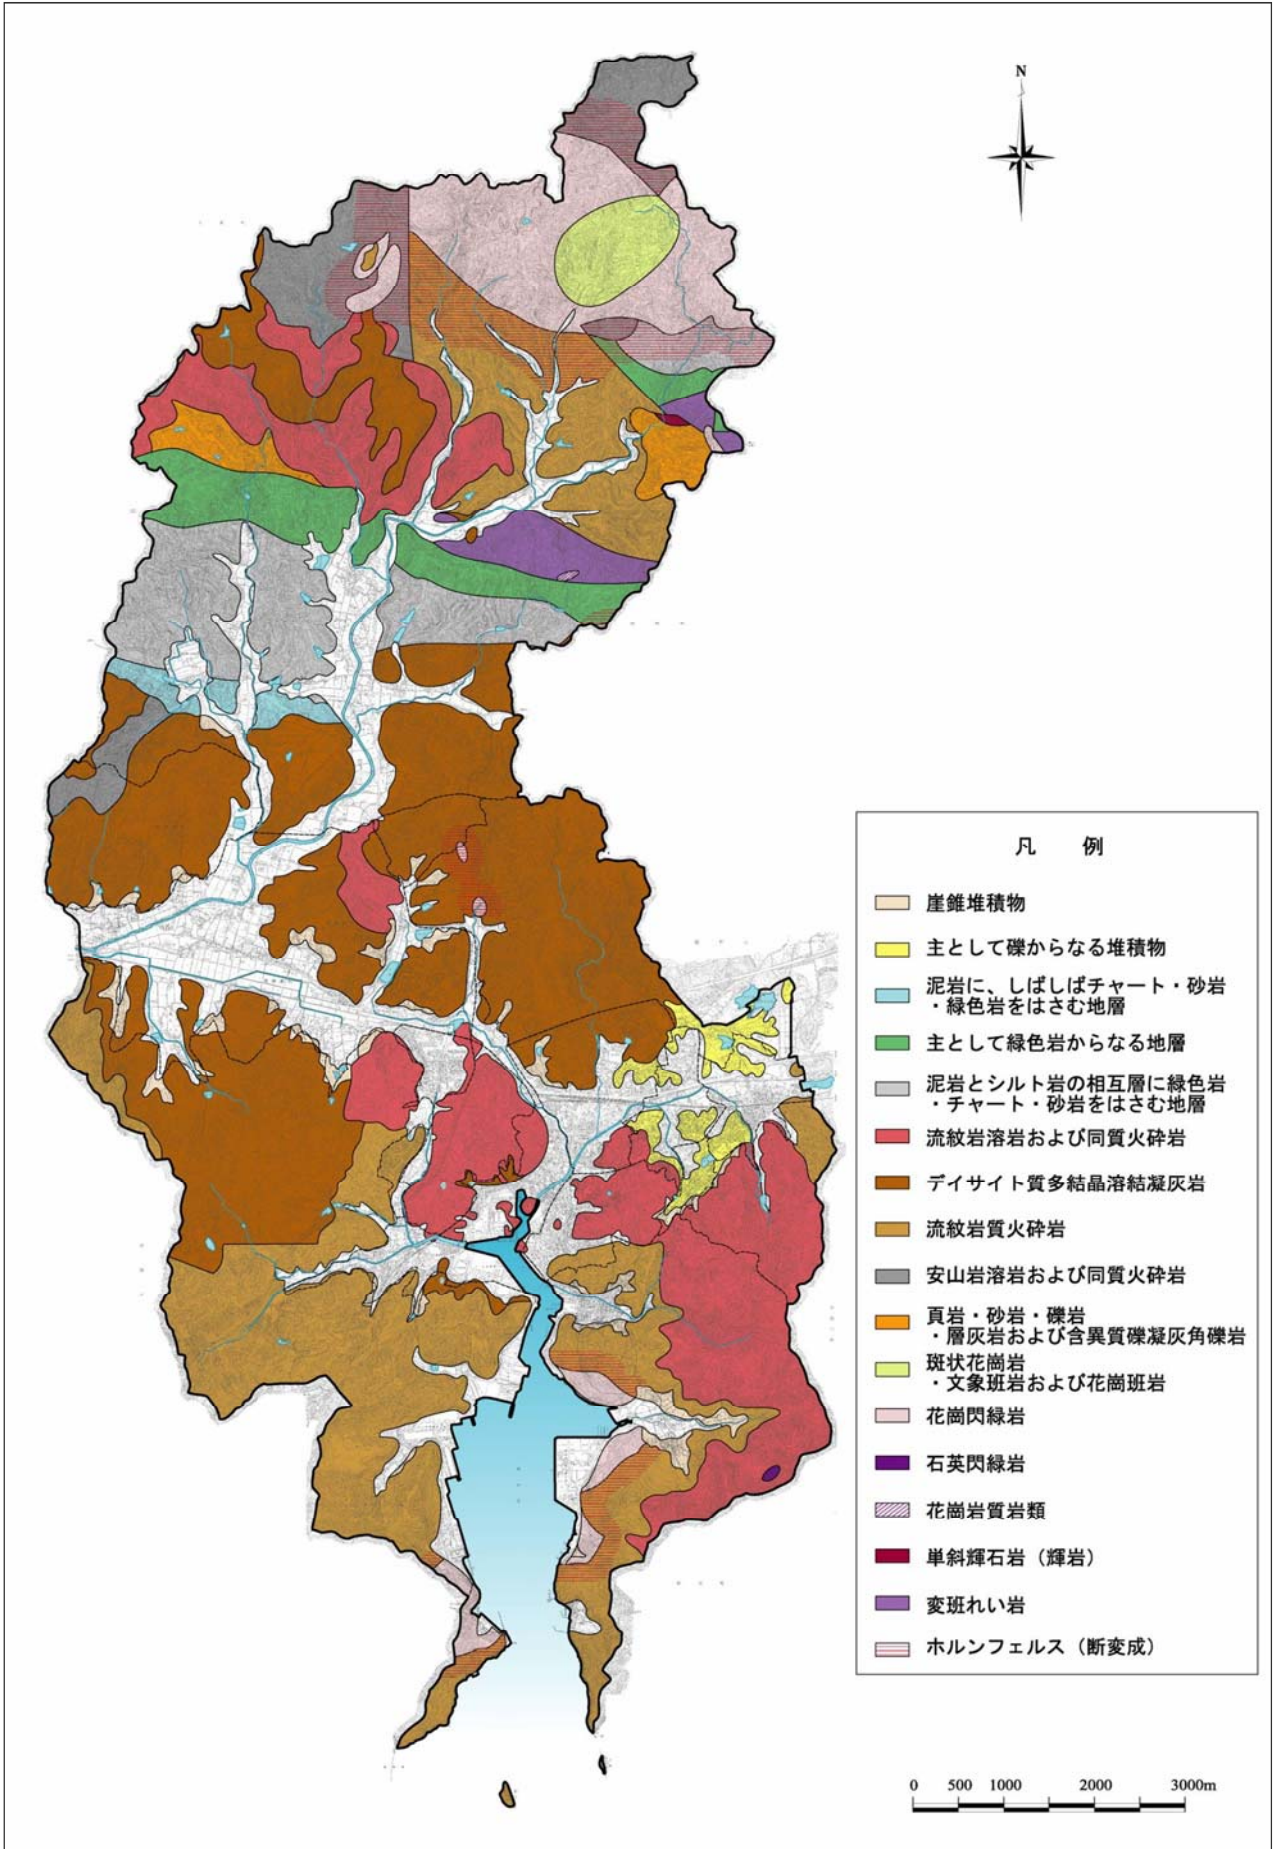 N
凡 例
崖錐堆積物
主として礫からなる堆積物
泥岩に、しばしばチャート・砂岩
・緑色岩をはさむ地層
主として緑色岩からなる地層
泥岩とシルト岩の相互層に緑色岩
・チャート・砂岩をはさむ地層
流紋岩溶岩および同質火砕岩
デイサイト質多結晶溶結凝灰岩
流紋岩質火砕岩
安山岩溶岩および同質火砕岩
頁岩・砂岩・礫岩
・層灰岩および含異質礫凝灰角礫岩
斑状花崗岩
・文象班岩および花崗班岩
花崗閃緑岩
石英閃緑岩
花崗岩質岩類
単斜輝石岩（輝岩）
変班れい岩
ホルンフェルス（断変成）
0 500 1000 2000 3000m